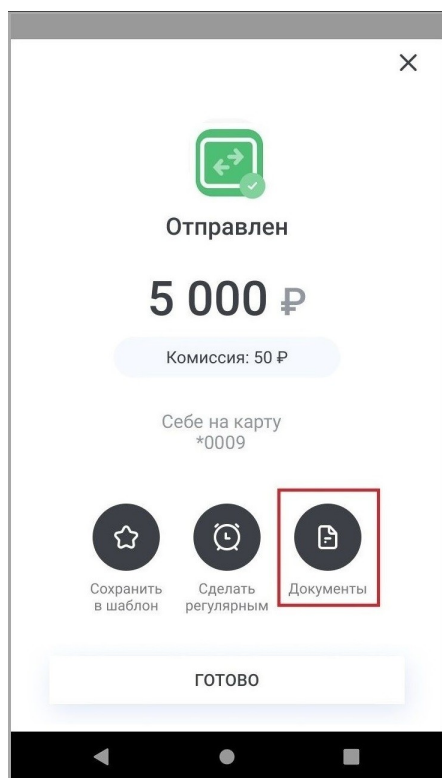 Отправлен
5 000 ₽
Комиссия: 50 ₽
Себе на карту
*0009
Сохранить
в шаблон
Сделать
регулярным
Документы
ГОТОВО